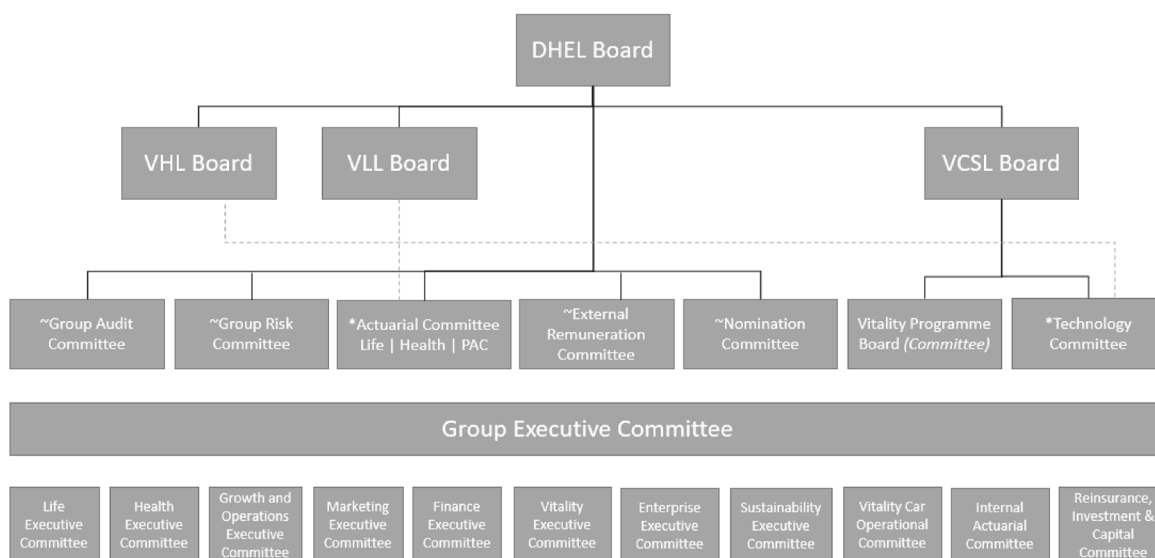 DHEL Board
VHL Board
VLL Board
VCSL Board
~Group Audit
Committee
~Group Risk
Committee
*Actuarial Committee
Life | Health | PAC
~External
Remuneration
Committee
~Nomination
Committee
Vitality Programme
Board (Committee)
*Technology
Committee
Group Executive Committee
Life
Executive
Committee
Health
Executive
Committee
Growth and
Operations
Executive
Committee
Marketing
Executive
Committee
Finance
Executive
Committee
Vitality
Executive
Committee
Enterprise
Executive
Committee
Sustainability
Executive
Committee
Vitality Car
Operational
Committee
Internal
Actuarial
Committee
Reinsurance,
Investment &
Capital
Committee